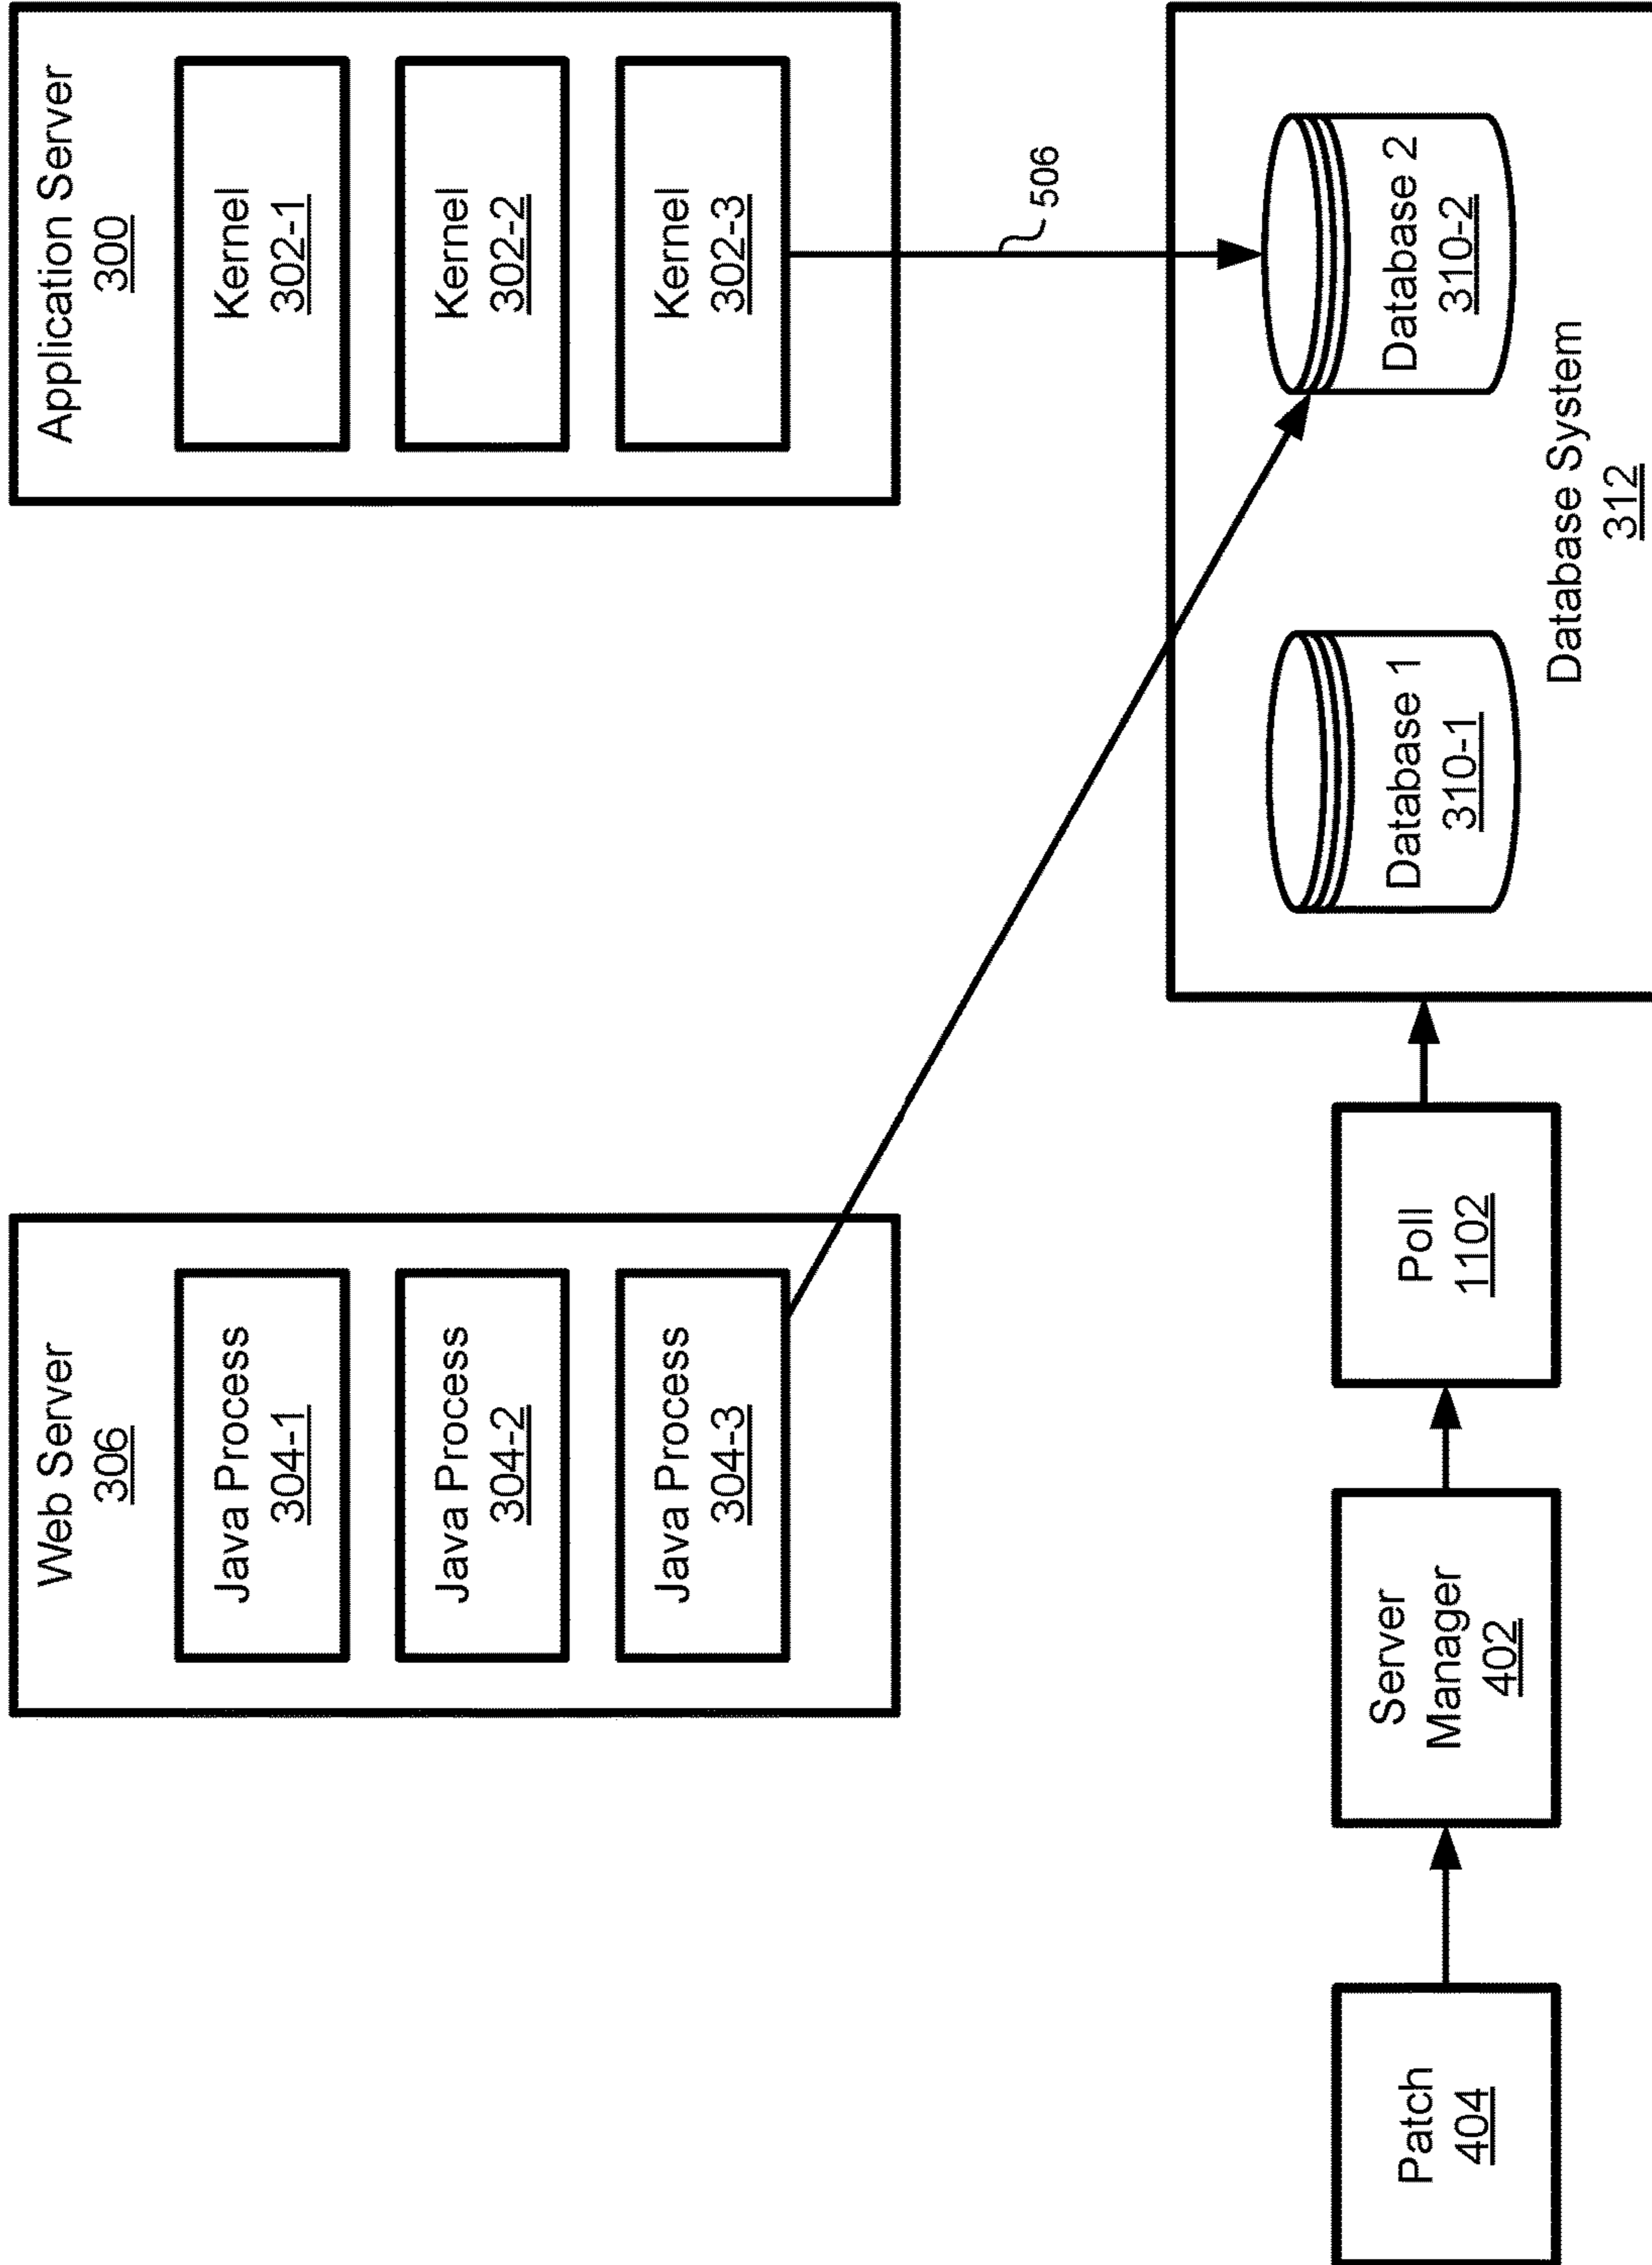 Web Server
306
Java Process
304-1
Java Process
304-2
Java Process
304-3
Application Server
300
Kernel
302-1
Kernel
302-2
Kernel
302-3
506
Patch
404
Server
Manager
402
Poll
1102
Database 1
310-1
Database 2
310-2
Database System
312